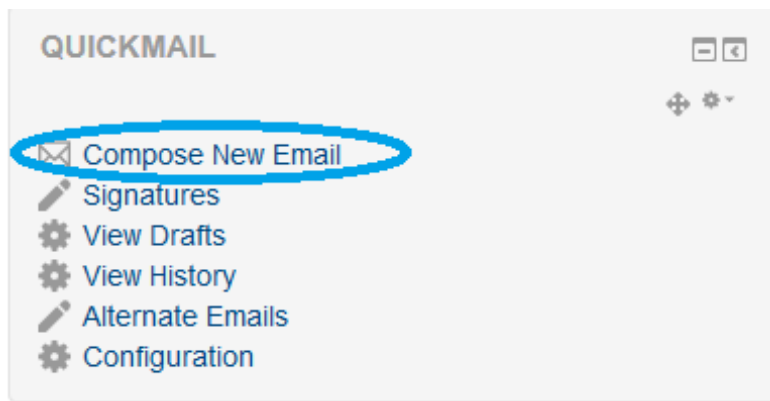 QUICKMAIL
Compose New Email
Signatures
View Drafts
View History
Alternate Emails
Configuration